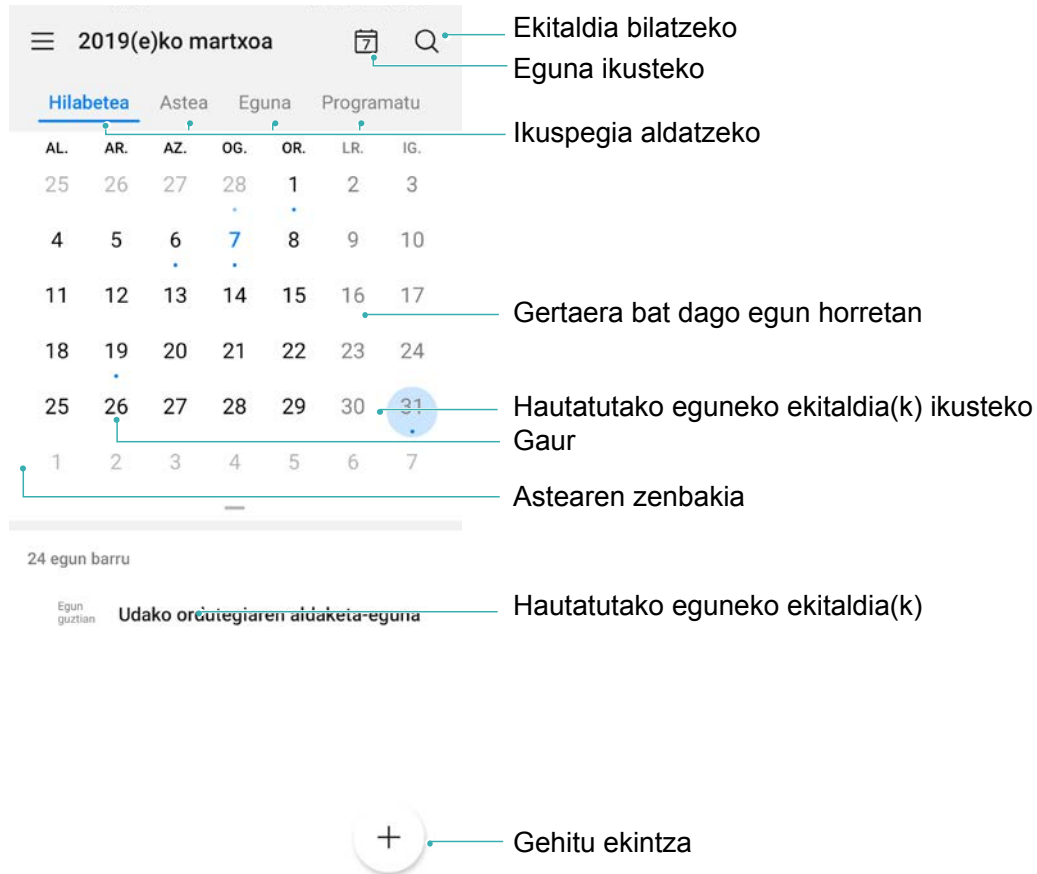 2019(e)ko martxoa
7
Ekitaldia bilatzeko
Eguna ikusteko
Hilabetea Astea Eguna Programatu
Ikuspegia aldatzeko
AL. AR. AZ. OG. OR. LR. IG.
25 26 27 28 1 2 3
4 5 6 7 8 9 10
11 12 13 14 15 16 17
Gertaera bat dago egun horretan
18 19 20 21 22 23 24
25 26 27 28 29 30 31
Hautatutako eguneko ekitaldia(k) ikusteko
Gaur
1 2 3 4 5 6 7
Astearen zenbakia
24 egun barru
Egun guztian
Udako ordutegiaren aldaketa-eguna
Hautatutako eguneko ekitaldia(k)
+
Gehitu ekintza